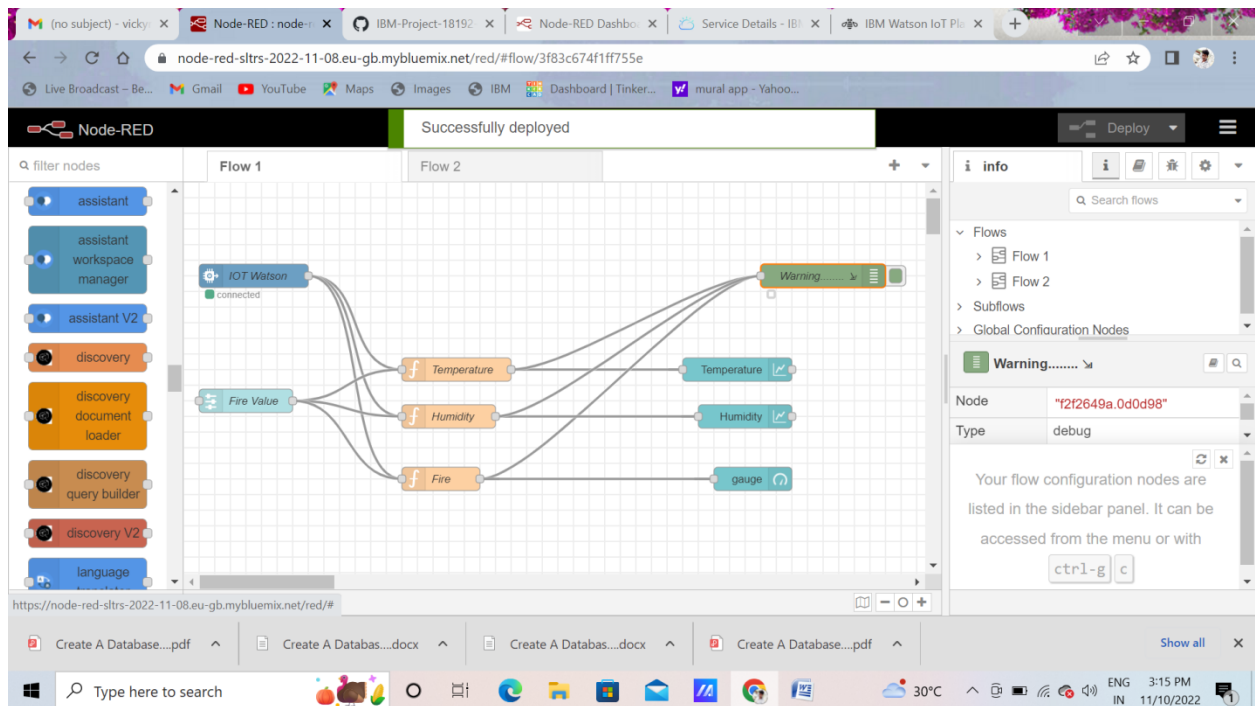 (no subject) - vicky
Node-RED : node-r
IBM-Project-18192
Node-RED Dashbo
Service Details - IB
IBM Watson IoT Pla
node-red-sltrs-2022-11-08.eu-gb.mybluemix.net/red/#flow/3f83c674f1ff755e
Live Broadcast – Be...
Gmail
YouTube
Maps
Images
IBM
Dashboard | Tinker...
mural app - Yahoo...
Node-RED
Successfully deployed
Deploy
filter nodes
Flow 1
Flow 2
info
Search flows
assistant
assistant
workspace
manager
assistant V2
discovery
discovery
document
loader
discovery
query builder
discovery V2
language
IOT Watson
connected
Fire Value
Temperature
Humidity
Fire
Warning........
Temperature
Humidity
gauge
Flows
Flow 1
Flow 2
Subflows
Global Configuration Nodes
Warning........
Node
"f2f2649a.0d0d98"
Type
debug
Your flow configuration nodes are
listed in the sidebar panel. It can be
accessed from the menu or with
ctrl-g c
https://node-red-sltrs-2022-11-08.eu-gb.mybluemix.net/red/#
Create A Database....pdf
Create A Databas....docx
Create A Databas....docx
Create A Database....pdf
Show all
Type here to search
30°C
ENG
IN
3:15 PM
11/10/2022
1